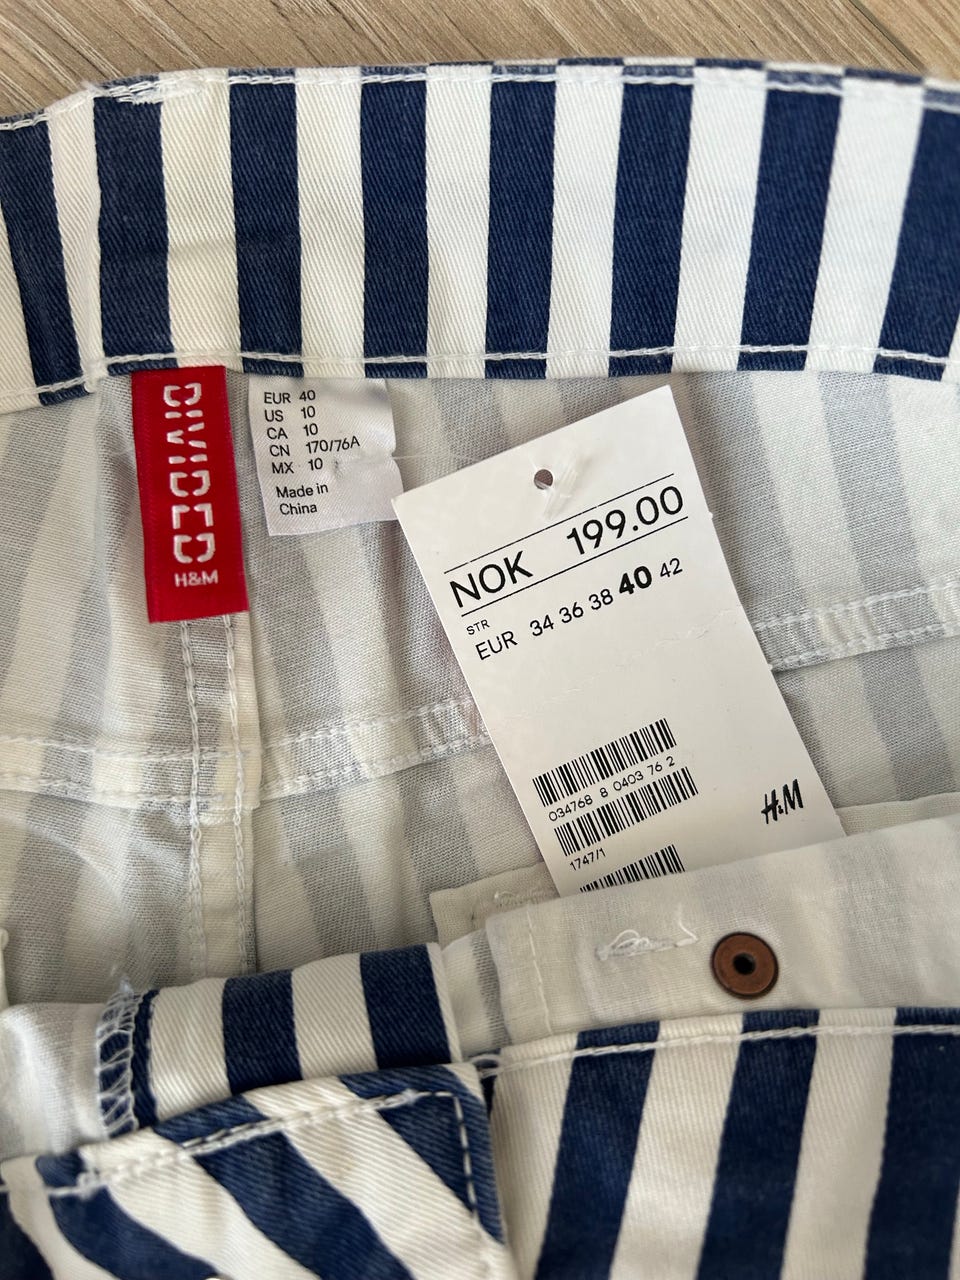 DIVIDED
H&M
EUR 40
US 10
CA 10
CN 170/76A
MX 10
Made in
China
NOK 199.00
STR
EUR 34 36 38 40 42
034768 8 0403 76 2
1747/1
H&M